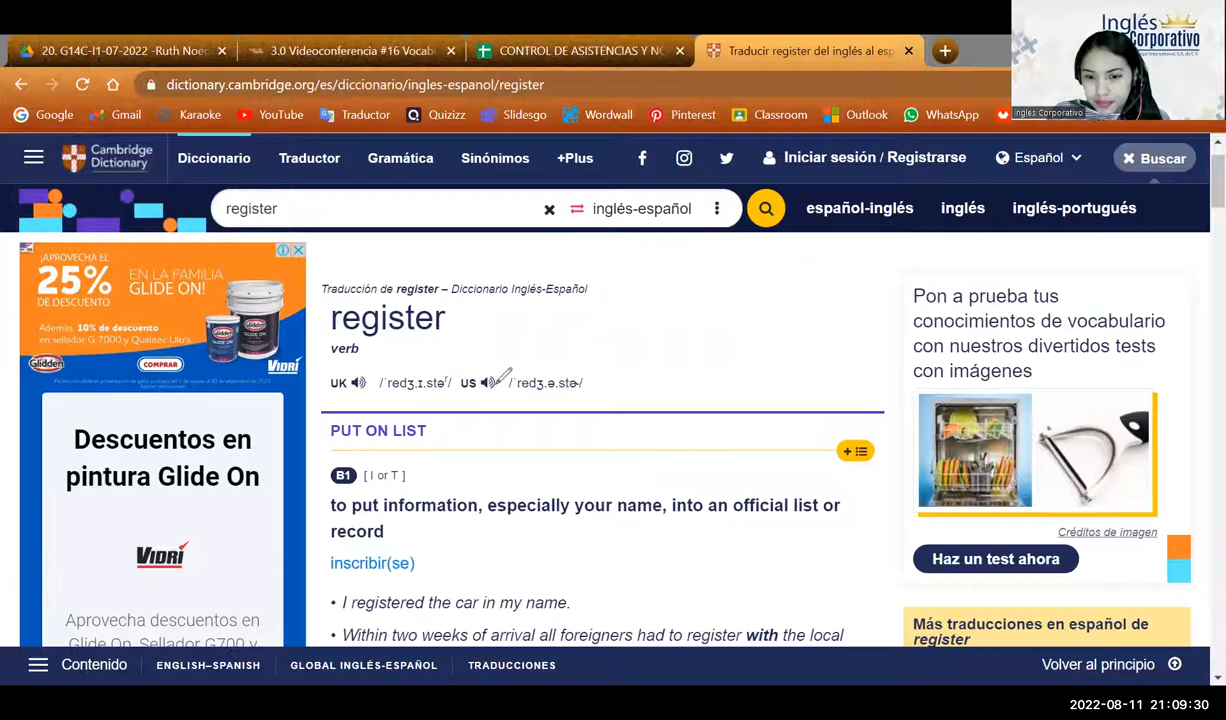 20. G14C-I1-07-2022 -Ruth Noe
3.0 Videoconferencia #16 Vocab
CONTROL DE ASISTENCIAS Y NO
Traducir register del inglés al esp
dictionary.cambridge.org/es/diccionario/ingles-espanol/register
Google
Gmail
Karaoke
YouTube
Traductor
Quizizz
Slidesgo
Wordwall
Pinterest
Classroom
Outlook
WhatsApp
Inglés
Corporativo
Ingles Corporativo
Cambridge
Dictionary
Diccionario
Traductor
Gramática
Sinónimos
+Plus
Iniciar sesión / Registrarse
Español
Buscar
register
inglés-español
español-inglés
inglés
inglés-portugués
¡APROVECHA EL
25%
DE DESCUENTO
EN LA FAMILIA
GLIDE ON!
Además, 10% de descuento
en sellador G 7000 y Qualitec Ultra.
Glidden
COMPRAR
VIDRÍ
Descuentos en
pintura Glide On
VIDRÍ
Aprovecha descuentos en
Glide On, Sellador G700 y
Traducción de register – Diccionario Inglés-Español
register
verb
UK /ˈredʒ.ɪ.stəʳ/ US /ˈredʒ.ə.stɚ/
PUT ON LIST
B1 [ I or T ]
to put information, especially your name, into an official list or
record
inscribir(se)
• I registered the car in my name.
• Within two weeks of arrival all foreigners had to register with the local
Pon a prueba tus
conocimientos de vocabulario
con nuestros divertidos tests
con imágenes
Créditos de imagen
Haz un test ahora
Más traducciones en español de
register
Contenido
ENGLISH–SPANISH
GLOBAL INGLÉS-ESPAÑOL
TRADUCCIONES
Volver al principio
2022-08-11 21:09:30